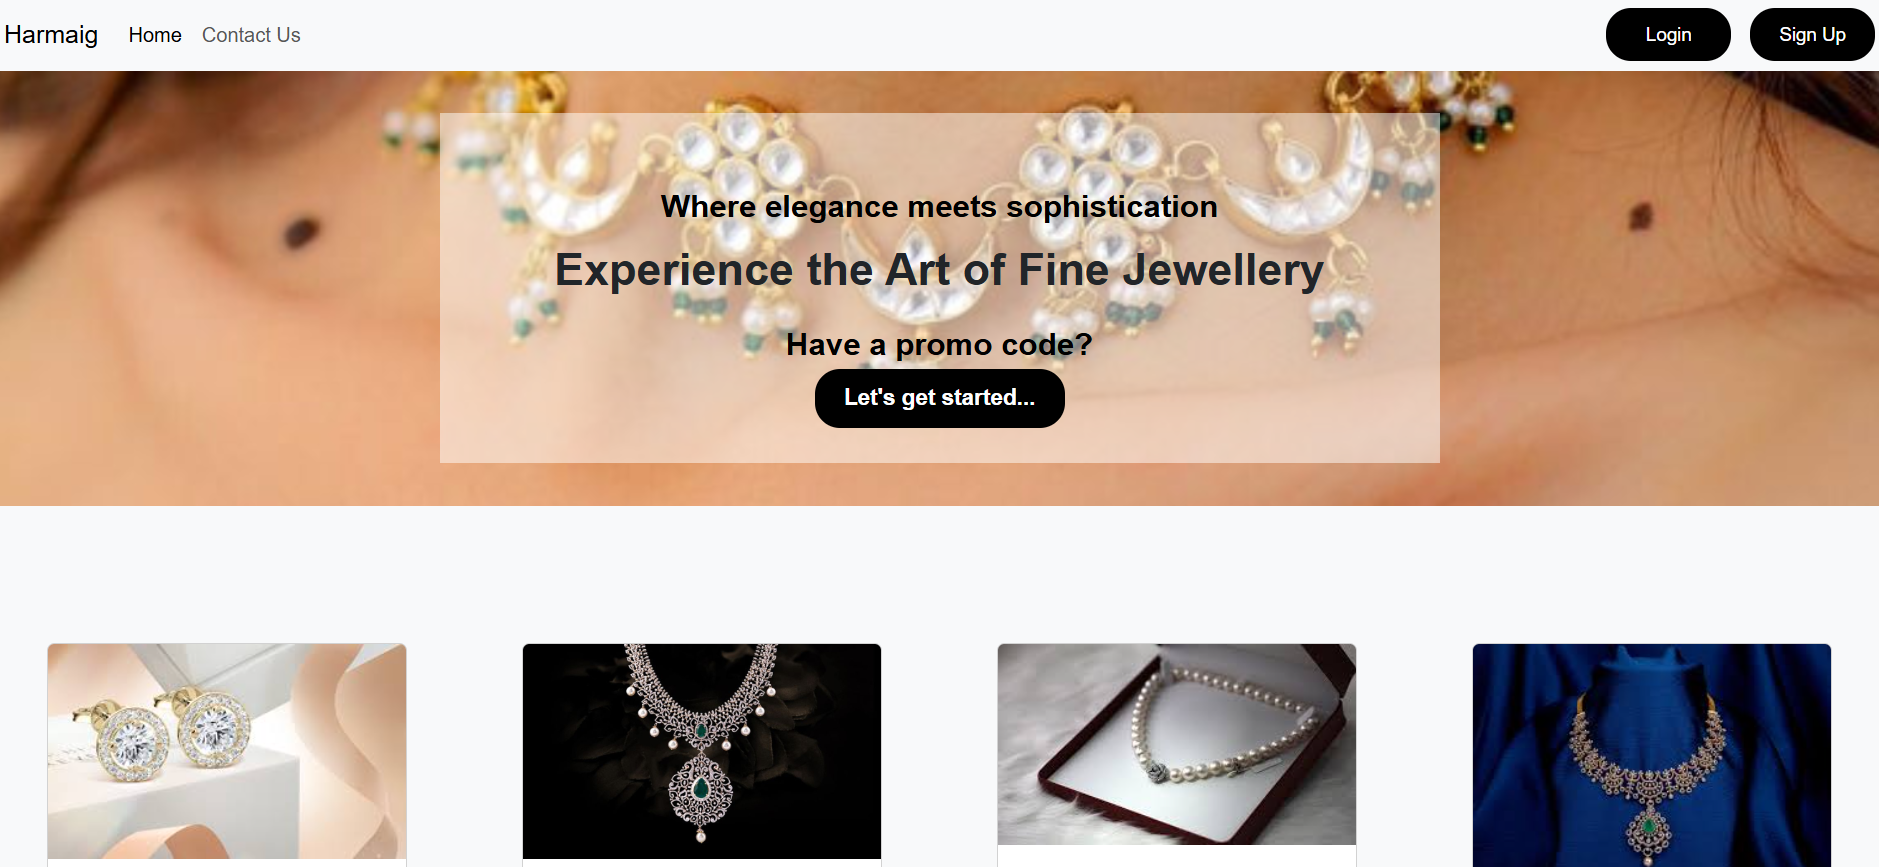 Harmaig Home Contact Us Login Sign Up
Where elegance meets sophistication
Experience the Art of Fine Jewellery
Have a promo code?
Let's get started...